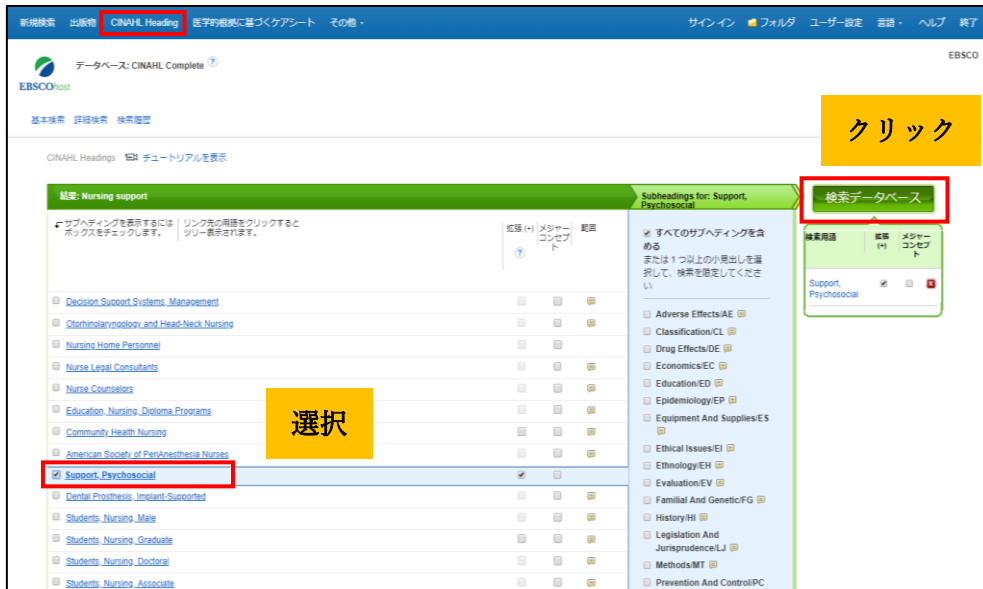 新規検索 出版物 CINAHL Heading 医学的根拠に基づくケアシート その他 サインイン フォルダ ユーザー設定 言語 ヘルプ 終了
データベース: CINAHL Complete ?
EBSCO
EBSCOhost
基本検索 詳細検索 検索履歴
クリック
CINAHL Headings チュートリアルを表示
結果: Nursing support
Subheadings for: Support,
Psychosocial
検索データベース
サブヘディングを表示するには
ボックスをチェックします。
リンク先の用語をクリックすると
ツリー表示されます。
拡張 (+)
?
メジャー
コンセプ
ト
範囲
すべてのサブヘディングを含
める
または 1 つ以上の小見出しを選
択して、検索を限定してくださ
い
検索用語
拡張
(+)
メジャー
コンセプ
ト
Support,
Psychosocial
Decision Support Systems, Management
Otorhinolaryngology and Head-Neck Nursing
Nursing Home Personnel
Nurse Legal Consultants
Nurse Counselors
Education, Nursing, Diploma Programs
Community Health Nursing
American Society of PeriAnesthesia Nurses
Support, Psychosocial
Dental Prosthesis, Implant-Supported
Students, Nursing, Male
Students, Nursing, Graduate
Students, Nursing, Doctoral
Students, Nursing, Associate
選択
Adverse Effects/AE
Classification/CL
Drug Effects/DE
Economics/EC
Education/ED
Epidemiology/EP
Equipment And Supplies/ES
Ethical Issues/EI
Ethnology/EH
Evaluation/EV
Familial And Genetic/FG
History/HI
Legislation And
Jurisprudence/LJ
Methods/MT
Prevention And Control/PC